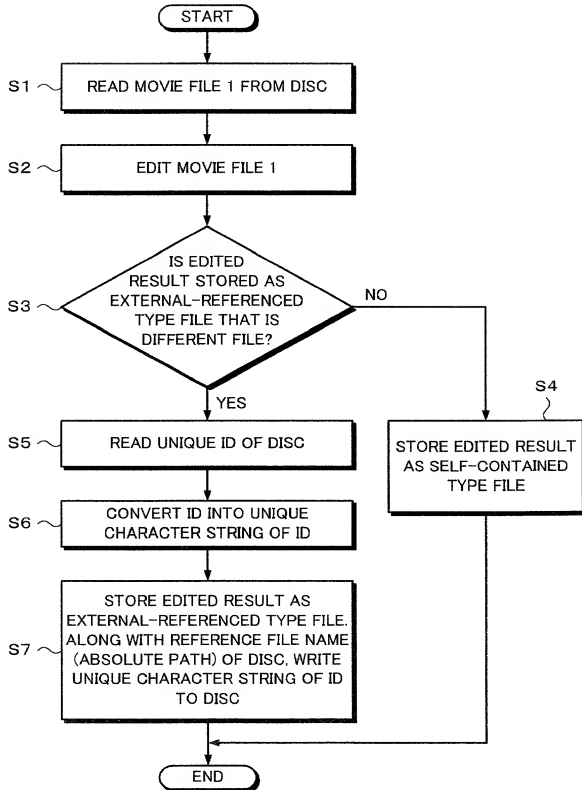 START
S1
READ MOVIE FILE 1 FROM DISC
S2
EDIT MOVIE FILE 1
S3
IS EDITED
RESULT STORED AS
EXTERNAL-REFERENCED
TYPE FILE THAT IS
DIFFERENT FILE?
NO
YES
S4
STORE EDITED RESULT
AS SELF-CONTAINED
TYPE FILE
S5
READ UNIQUE ID OF DISC
S6
CONVERT ID INTO UNIQUE
CHARACTER STRING OF ID
S7
STORE EDITED RESULT AS
EXTERNAL-REFERENCED TYPE FILE.
ALONG WITH REFERENCE FILE NAME
(ABSOLUTE PATH) OF DISC, WRITE
UNIQUE CHARACTER STRING OF ID
TO DISC
END